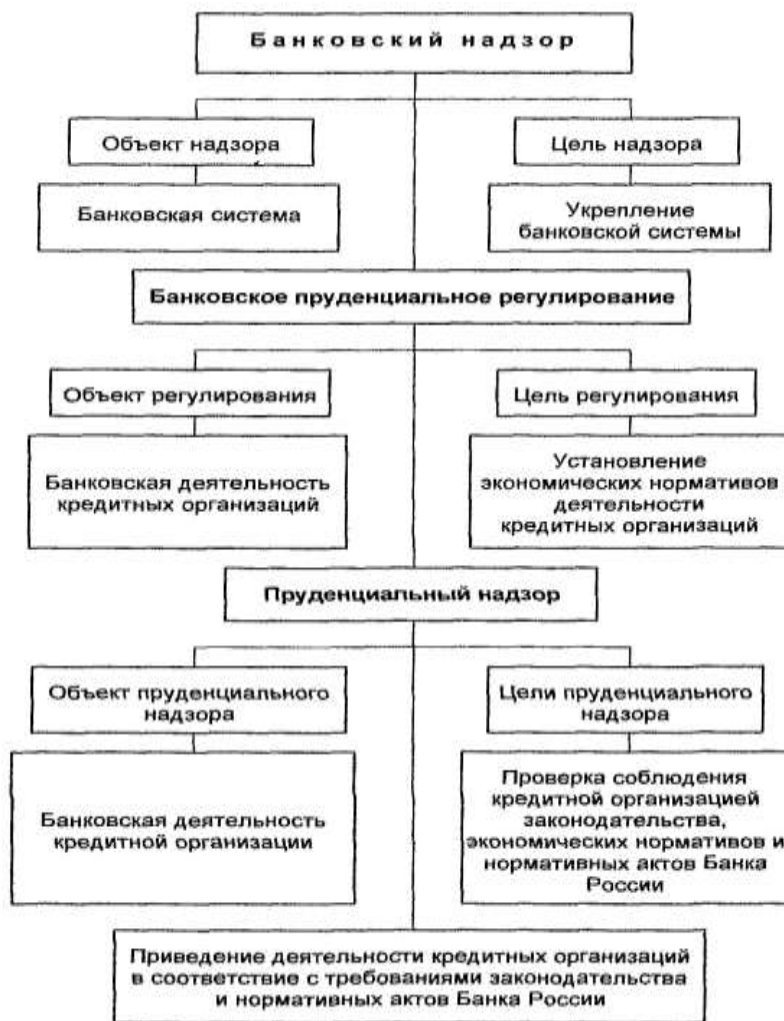 Банковский надзор
Объект надзора
Цель надзора
Банковская система
Укрепление
банковской системы
Банковское пруденциальное регулирование
Объект регулирования
Цель регулирования
Банковская деятельность
кредитных организаций
Установление
экономических нормативов
деятельности
кредитных организаций
Пруденциальный надзор
Объект пруденциального
надзора
Цели пруденциального
надзора
Банковская деятельность
кредитной организации
Проверка соблюдения
кредитной организацией
законодательства,
экономических нормативов и
нормативных актов Банка
России
Приведение деятельности кредитных организаций
в соответствие с требованиями законодательства
и нормативных актов Банка России